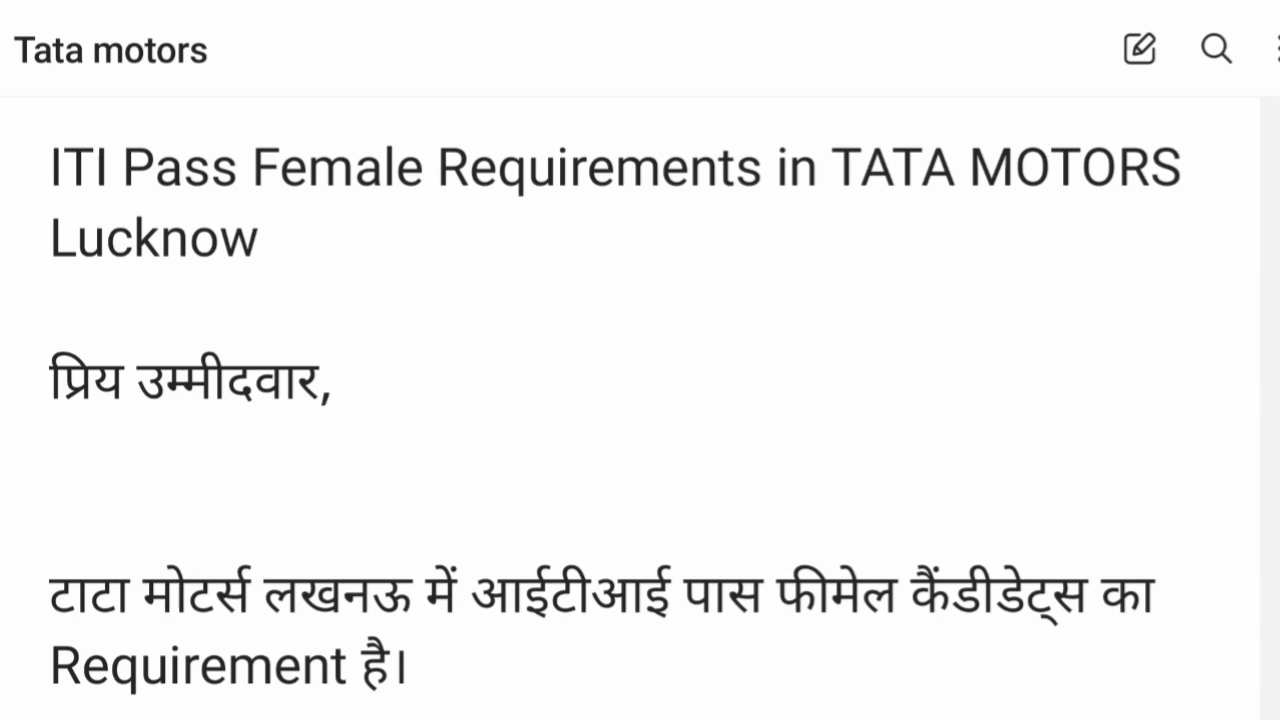 Tata motors
ITI Pass Female Requirements in TATA MOTORS
Lucknow
प्रिय उम्मीदवार,
टाटा मोटर्स लखनऊ में आईटीआई पास फीमेल कैंडीडेट्स का
Requirement है।